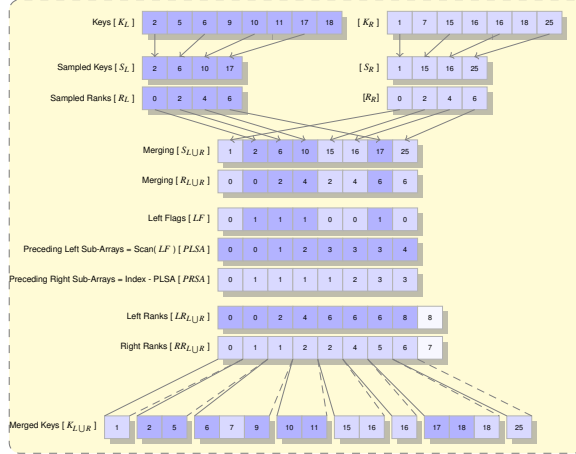 Keys [ K_L ] 2 5 6 9 10 11 17 18 [ K_R ] 1 7 15 16 16 18 25
Sampled Keys [ S_L ] 2 6 10 17 [ S_R ] 1 15 16 25
Sampled Ranks [ R_L ] 0 2 4 6 [R_R] 0 2 4 6
Merging [ S_L⋃R ] 1 2 6 10 15 16 17 25
Merging [ R_L⋃R ] 0 0 2 4 2 4 6 6
Left Flags [ LF ] 0 1 1 1 0 0 1 0
Preceding Left Sub-Arrays = Scan( LF ) [ PLSA ] 0 0 1 2 3 3 3 4
Preceding Right Sub-Arrays = Index - PLSA [ PRSA ] 0 1 1 1 1 2 3 3
Left Ranks [ LR_L⋃R ] 0 0 2 4 6 6 6 8 8
Right Ranks [ RR_L⋃R ] 0 1 1 2 2 4 5 6 7
Merged Keys [ K_L⋃R ] 1 2 5 6 7 9 10 11 15 16 16 17 18 18 25